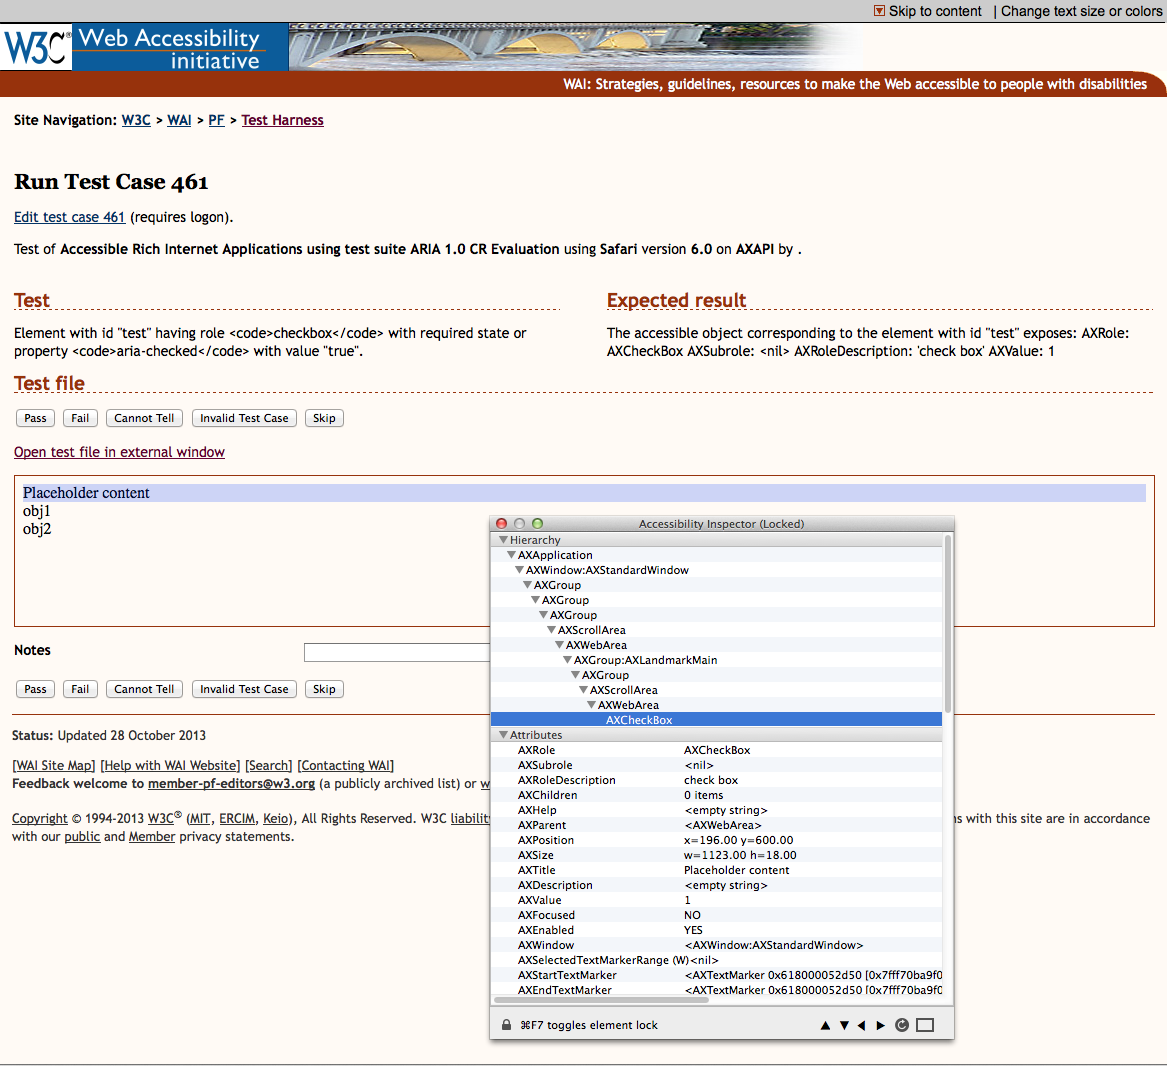 Skip to content | Change text size or colors
W3C® Web Accessibility
initiative
WAI: Strategies, guidelines, resources to make the Web accessible to people with disabilities
Site Navigation: W3C > WAI > PF > Test Harness
Run Test Case 461
Edit test case 461 (requires logon).
Test of Accessible Rich Internet Applications using test suite ARIA 1.0 CR Evaluation using Safari version 6.0 on AXAPI by .
Test
Element with id "test" having role <code>checkbox</code> with required state or
property <code>aria-checked</code> with value "true".
Expected result
The accessible object corresponding to the element with id "test" exposes: AXRole:
AXCheckBox AXSubrole: <nil> AXRoleDescription: 'check box' AXValue: 1
Test file
Pass Fail Cannot Tell Invalid Test Case Skip
Open test file in external window
Placeholder content
obj1
obj2
Notes
Pass Fail Cannot Tell Invalid Test Case Skip
Status: Updated 28 October 2013
[WAI Site Map] [Help with WAI Website] [Search] [Contacting WAI]
Feedback welcome to member-pf-editors@w3.org (a publicly archived list) or w
Copyright © 1994-2013 W3C® (MIT, ERCIM, Keio), All Rights Reserved. W3C liability
ns with this site are in accordance
with our public and Member privacy statements.
Accessibility Inspector (Locked)
Hierarchy
AXApplication
AXWindow:AXStandardWindow
AXGroup
AXGroup
AXGroup
AXScrollArea
AXWebArea
AXGroup:AXLandmarkMain
AXGroup
AXScrollArea
AXWebArea
AXCheckBox
Attributes
AXRole AXCheckBox
AXSubrole <nil>
AXRoleDescription check box
AXChildren 0 items
AXHelp <empty string>
AXParent <AXWebArea>
AXPosition x=196.00 y=600.00
AXSize w=1123.00 h=18.00
AXTitle Placeholder content
AXDescription <empty string>
AXValue 1
AXFocused NO
AXEnabled YES
AXWindow <AXWindow:AXStandardWindow>
AXSelectedTextMarkerRange (W) <nil>
AXStartTextMarker <AXTextMarker 0x618000052d50 [0x7fff70ba9f0
AXEndTextMarker <AXTextMarker 0x618000052d50 [0x7fff70ba9f0
⌘F7 toggles element lock